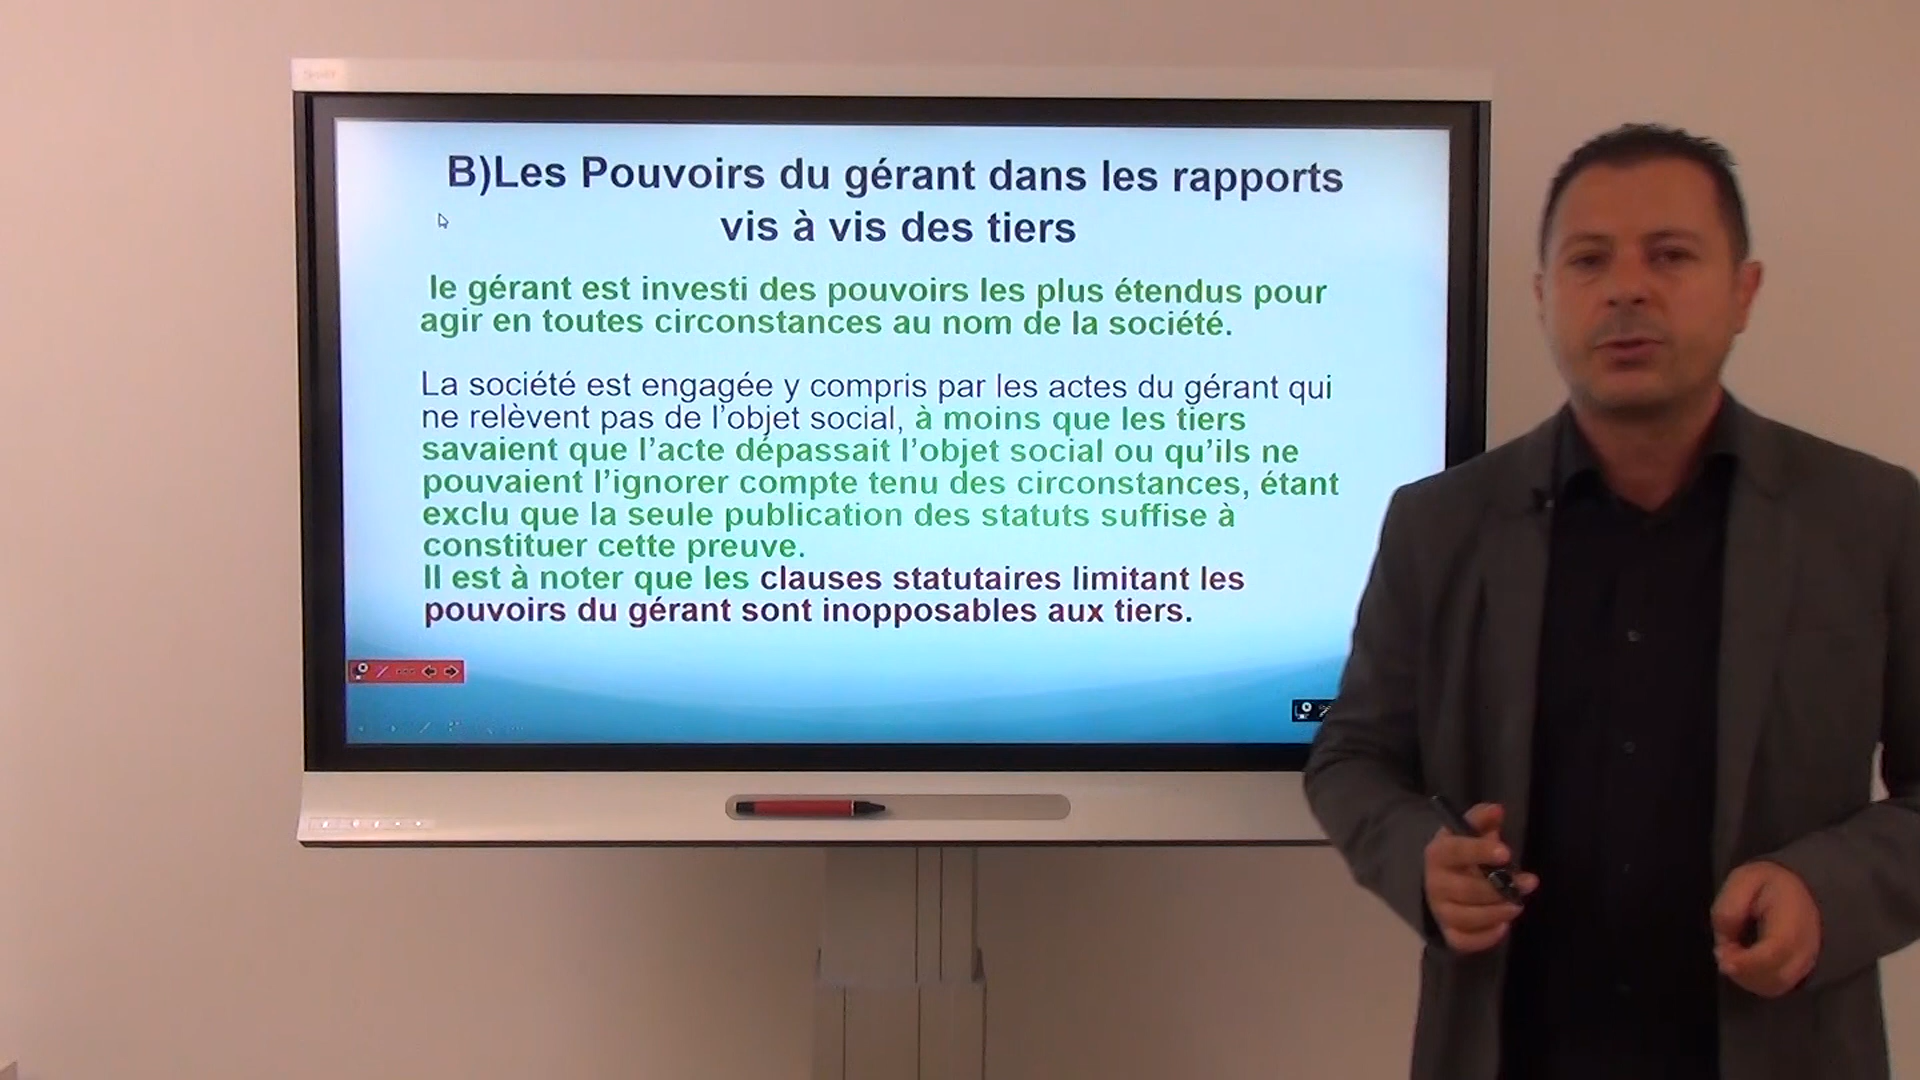 SMART
B)Les Pouvoirs du gérant dans les rapports
vis à vis des tiers
le gérant est investi des pouvoirs les plus étendus pour
agir en toutes circonstances au nom de la société.
La société est engagée y compris par les actes du gérant qui
ne relèvent pas de l’objet social, à moins que les tiers
savaient que l’acte dépassait l’objet social ou qu’ils ne
pouvaient l’ignorer compte tenu des circonstances, étant
exclu que la seule publication des statuts suffise à
constituer cette preuve.
Il est à noter que les clauses statutaires limitant les
pouvoirs du gérant sont inopposables aux tiers.